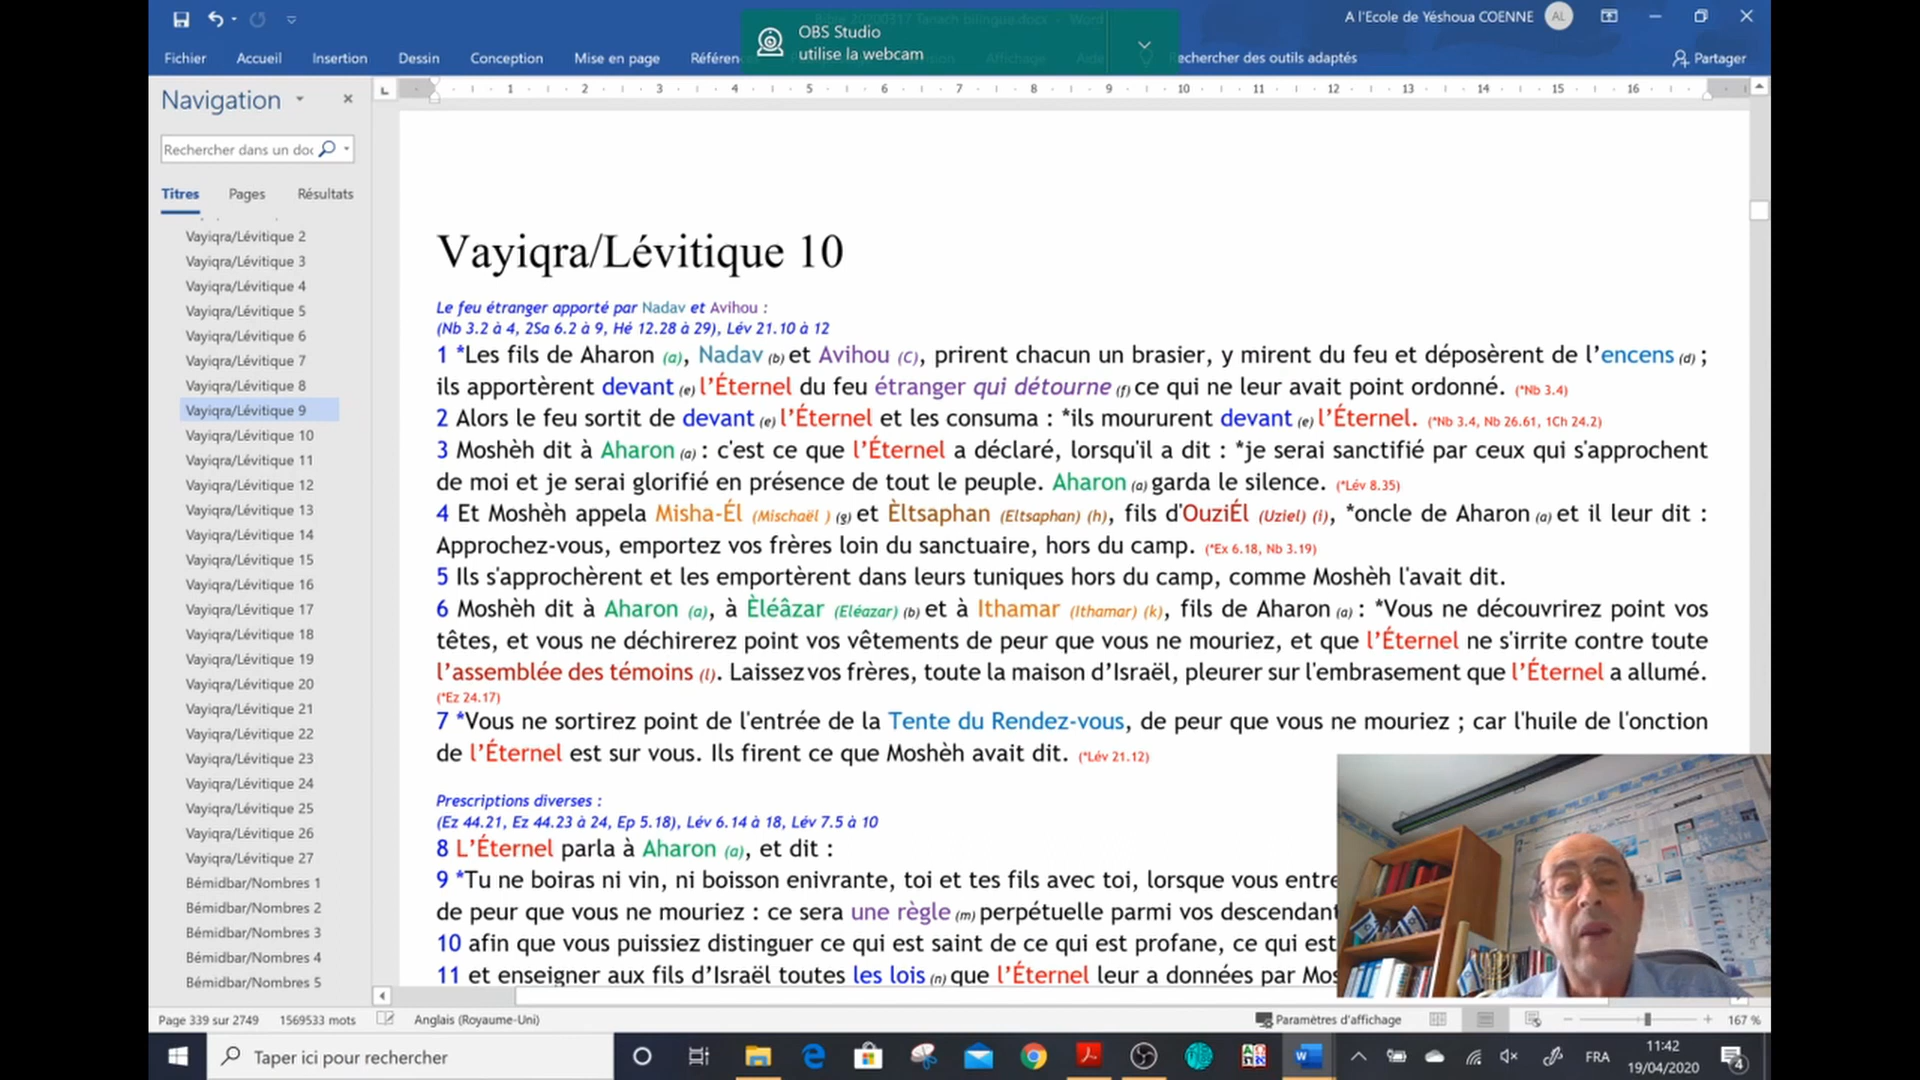 A l'Ecole de Yéshoua COENNE AL
OBS Studio
utilise la webcam
Fichier Accueil Insertion Dessin Conception Mise en page Référenc Rechercher des outils adaptés Partager
Navigation
Rechercher dans un doc
Titres Pages Résultats
Vayiqra/Lévitique 2
Vayiqra/Lévitique 3
Vayiqra/Lévitique 4
Vayiqra/Lévitique 5
Vayiqra/Lévitique 6
Vayiqra/Lévitique 7
Vayiqra/Lévitique 8
Vayiqra/Lévitique 9
Vayiqra/Lévitique 10
Vayiqra/Lévitique 11
Vayiqra/Lévitique 12
Vayiqra/Lévitique 13
Vayiqra/Lévitique 14
Vayiqra/Lévitique 15
Vayiqra/Lévitique 16
Vayiqra/Lévitique 17
Vayiqra/Lévitique 18
Vayiqra/Lévitique 19
Vayiqra/Lévitique 20
Vayiqra/Lévitique 21
Vayiqra/Lévitique 22
Vayiqra/Lévitique 23
Vayiqra/Lévitique 24
Vayiqra/Lévitique 25
Vayiqra/Lévitique 26
Vayiqra/Lévitique 27
Bémidbar/Nombres 1
Bémidbar/Nombres 2
Bémidbar/Nombres 3
Bémidbar/Nombres 4
Bémidbar/Nombres 5
1 2 3 4 5 6 7 8 9 10 11 12 13 14 15 16
Vayiqra/Lévitique 10
Le feu étranger apporté par Nadav et Avihou :
(Nb 3.2 à 4, 2Sa 6.2 à 9, Hé 12.28 à 29), Lév 21.10 à 12
1 *Les fils de Aharon (a), Nadav (b) et Avihou (C), prirent chacun un brasier, y mirent du feu et déposèrent de l’encens (d) ;
ils apportèrent devant (e) l’Éternel du feu étranger qui détourne (f) ce qui ne leur avait point ordonné. (*Nb 3.4)
2 Alors le feu sortit de devant (e) l’Éternel et les consuma : *ils moururent devant (e) l’Éternel. (*Nb 3.4, Nb 26.61, 1Ch 24.2)
3 Moshèh dit à Aharon (a) : c'est ce que l’Éternel a déclaré, lorsqu'il a dit : *je serai sanctifié par ceux qui s'approchent
de moi et je serai glorifié en présence de tout le peuple. Aharon (a) garda le silence. (*Lév 8.35)
4 Et Moshèh appela Misha-Él (Mischaël ) (g) et Èltsaphan (Eltsaphan) (h), fils d'OuziÉl (Uziel) (i), *oncle de Aharon (a) et il leur dit :
Approchez-vous, emportez vos frères loin du sanctuaire, hors du camp. (*Ex 6.18, Nb 3.19)
5 Ils s'approchèrent et les emportèrent dans leurs tuniques hors du camp, comme Moshèh l'avait dit.
6 Moshèh dit à Aharon (a), à Èléâzar (Eléazar) (b) et à Ithamar (Ithamar) (k), fils de Aharon (a) : *Vous ne découvrirez point vos
têtes, et vous ne déchirerez point vos vêtements de peur que vous ne mouriez, et que l’Éternel ne s'irrite contre toute
l’assemblée des témoins (l). Laissez vos frères, toute la maison d’Israël, pleurer sur l'embrasement que l’Éternel a allumé.
(*Ez 24.17)
7 *Vous ne sortirez point de l'entrée de la Tente du Rendez-vous, de peur que vous ne mouriez ; car l'huile de l'onction
de l’Éternel est sur vous. Ils firent ce que Moshèh avait dit. (*Lév 21.12)
Prescriptions diverses :
(Ez 44.21, Ez 44.23 à 24, Ep 5.18), Lév 6.14 à 18, Lév 7.5 à 10
8 L’Éternel parla à Aharon (a), et dit :
9 *Tu ne boiras ni vin, ni boisson enivrante, toi et tes fils avec toi, lorsque vous entre
de peur que vous ne mouriez : ce sera une règle (m) perpétuelle parmi vos descendant
10 afin que vous puissiez distinguer ce qui est saint de ce qui est profane, ce qui est
11 et enseigner aux fils d’Israël toutes les lois (n) que l’Éternel leur a données par Mos
Page 339 sur 2749 1569533 mots Anglais (Royaume-Uni) Paramètres d'affichage 167 %
Taper ici pour rechercher
FRA
11:42
19/04/2020
4